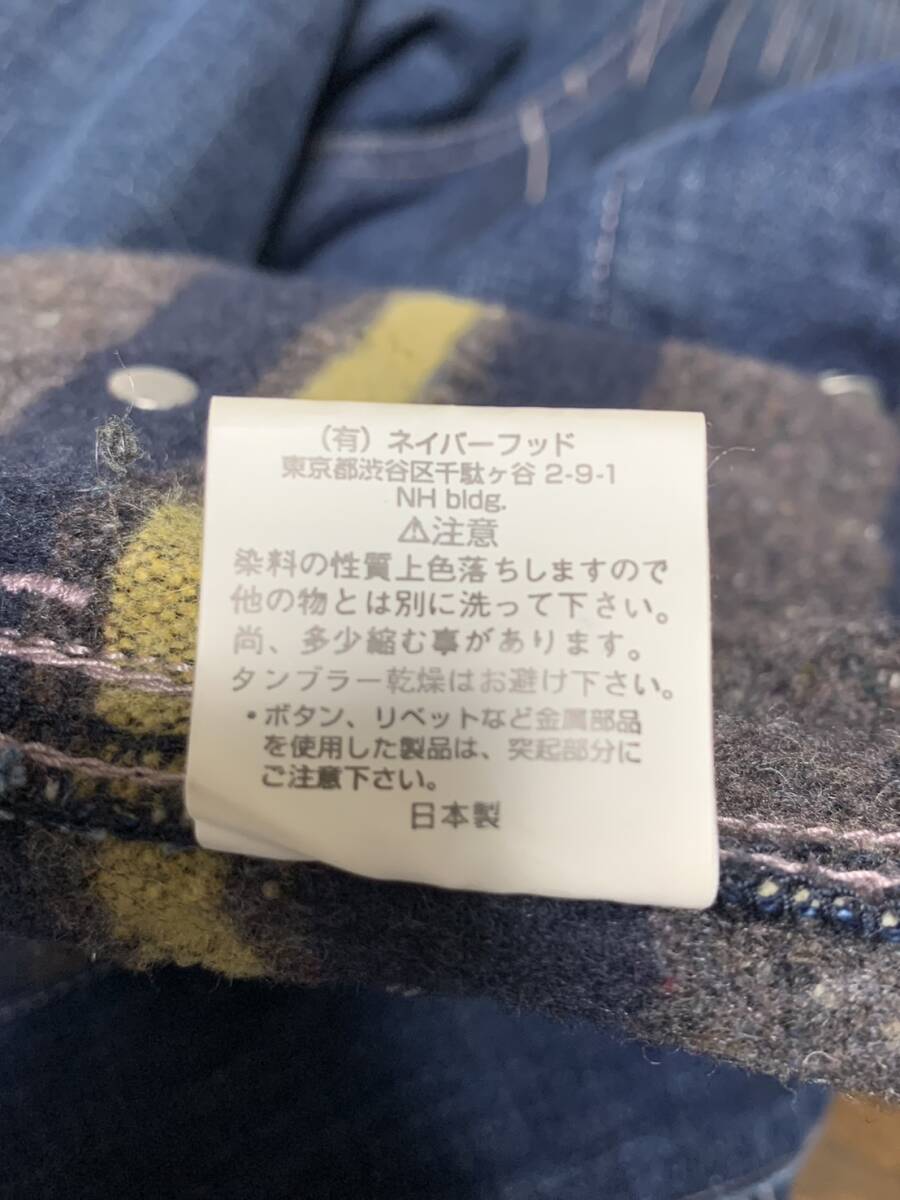 (有) ネイバーフッド
東京都渋谷区千駄ヶ谷 2-9-1
NH bldg.
⚠注意
染料の性質上色落ちしますので
他の物とは別に洗って下さい。
尚、多少縮む事があります。
タンブラー乾燥はお避け下さい。
・ボタン、リベットなど金属部品
を使用した製品は、突起部分に
ご注意下さい。
日本製